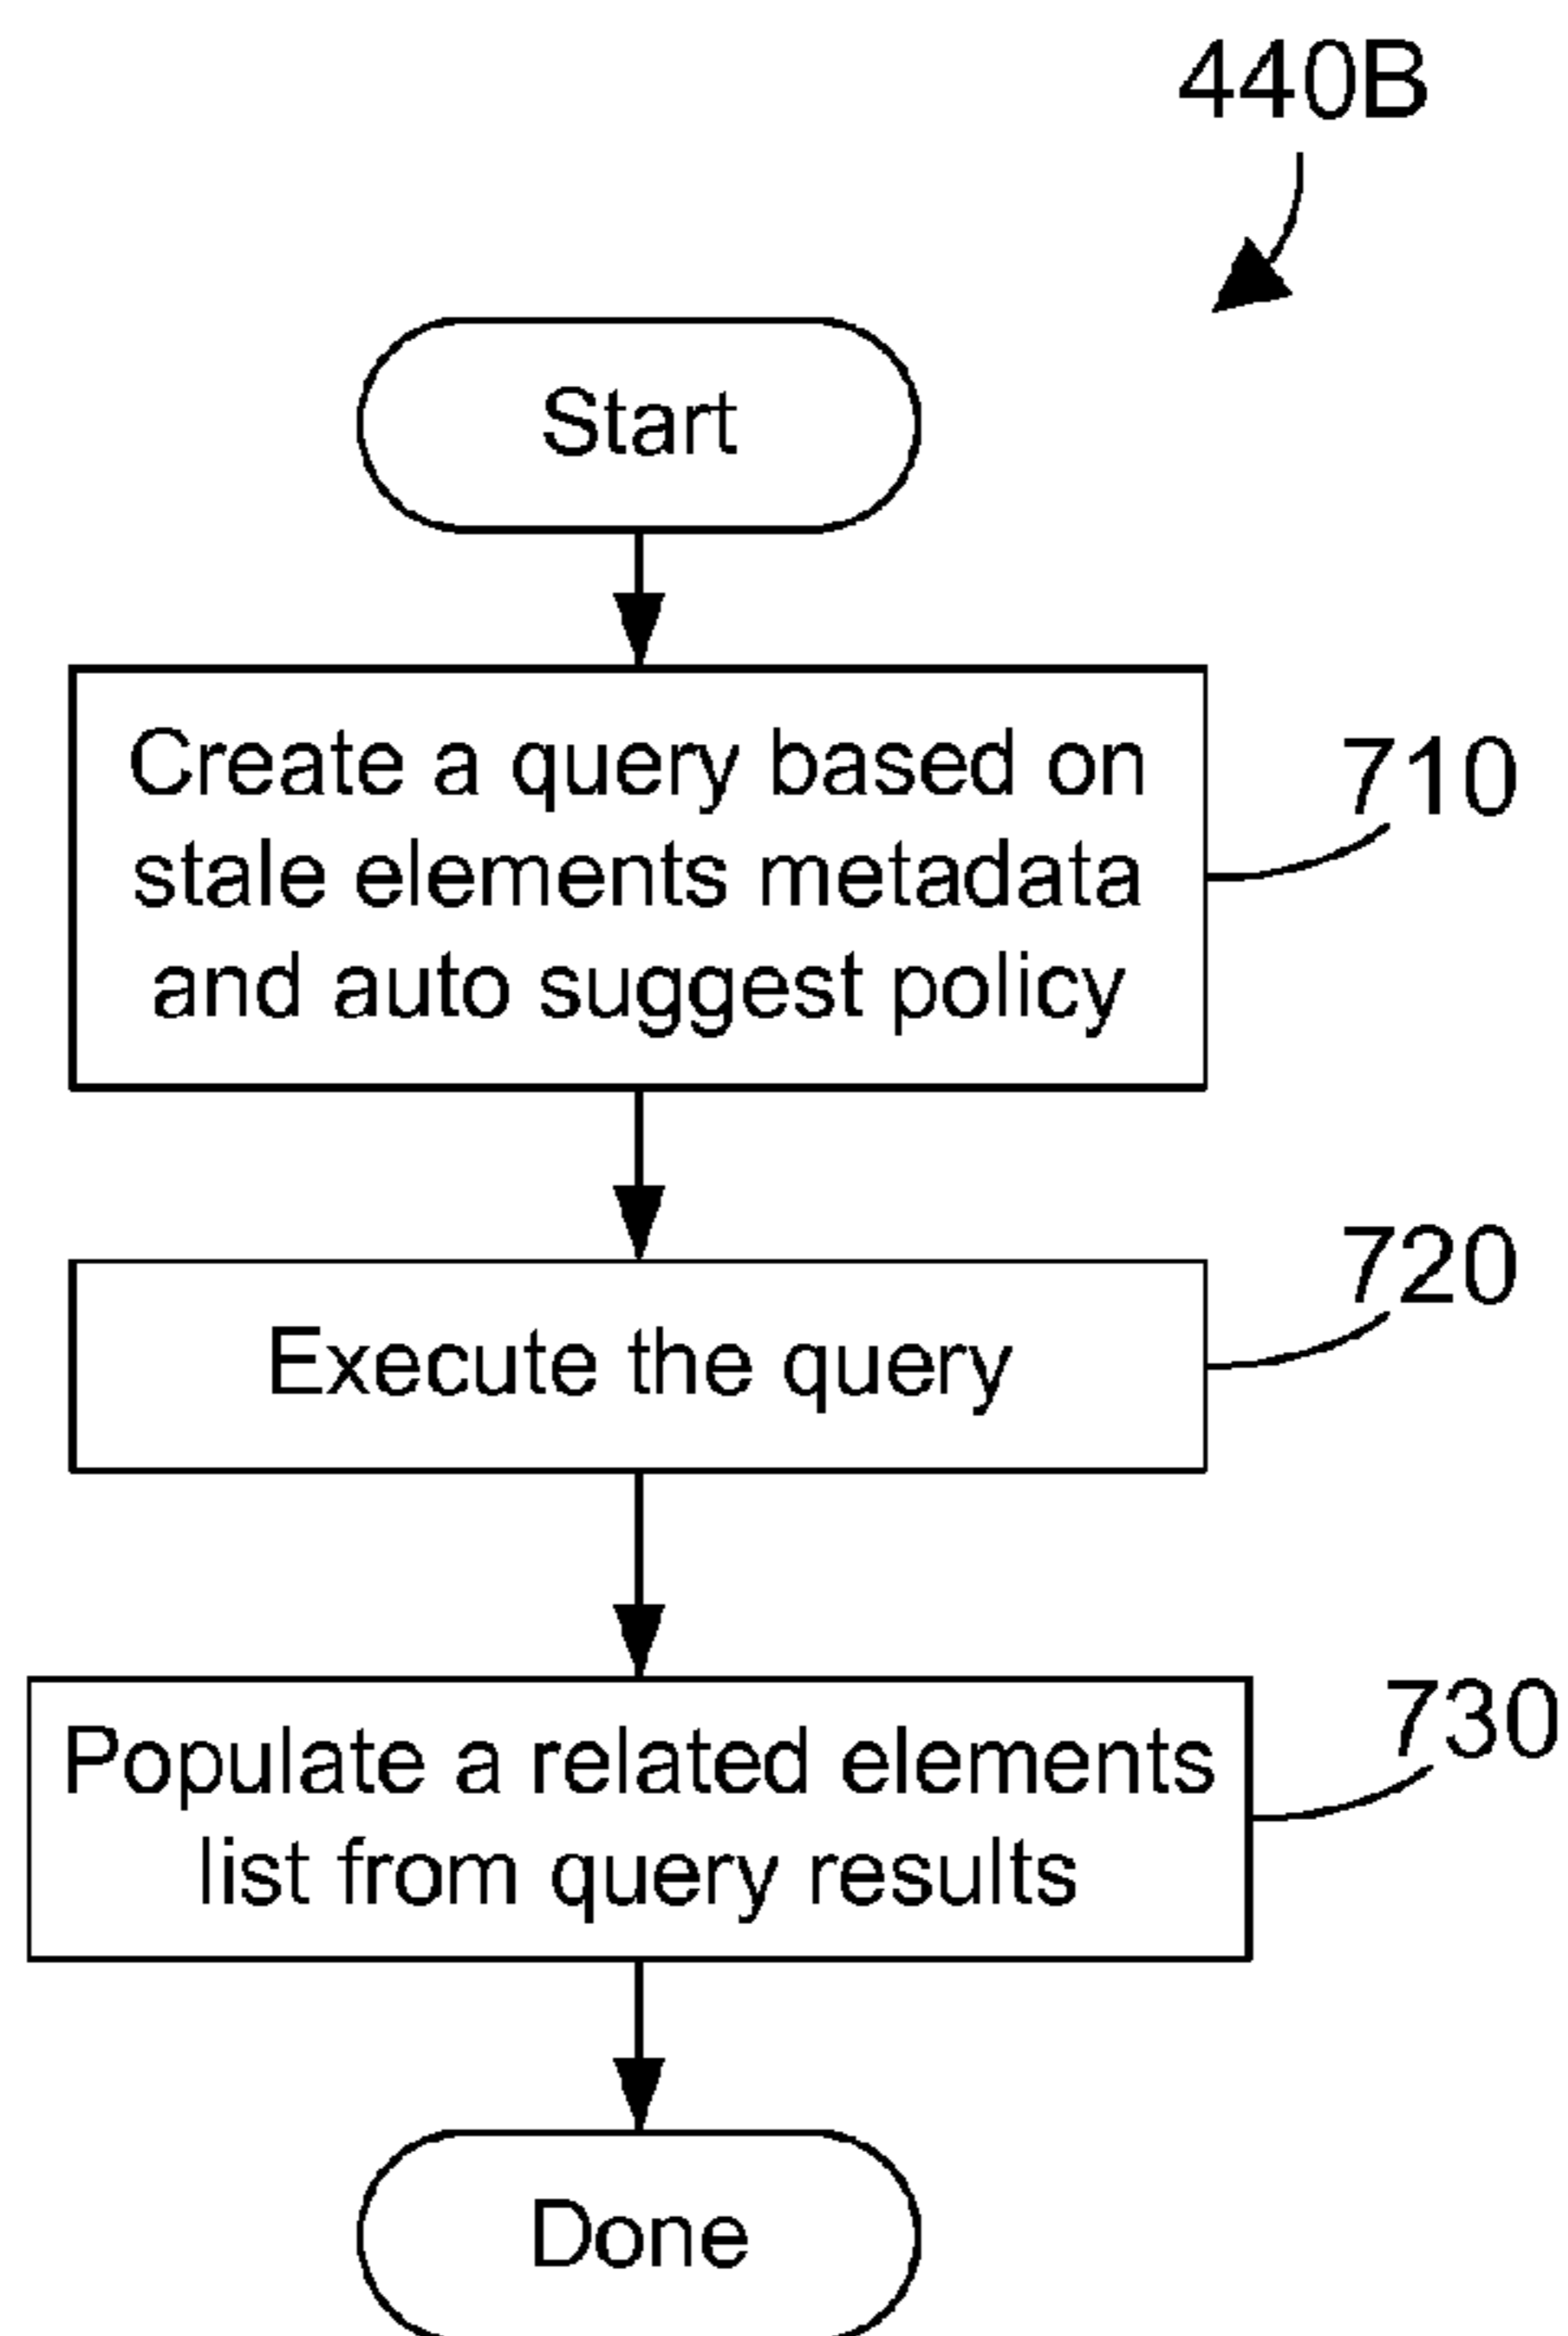 440B
Start
Create a query based on
stale elements metadata
and auto suggest policy
710
Execute the query
720
Populate a related elements
list from query results
730
Done